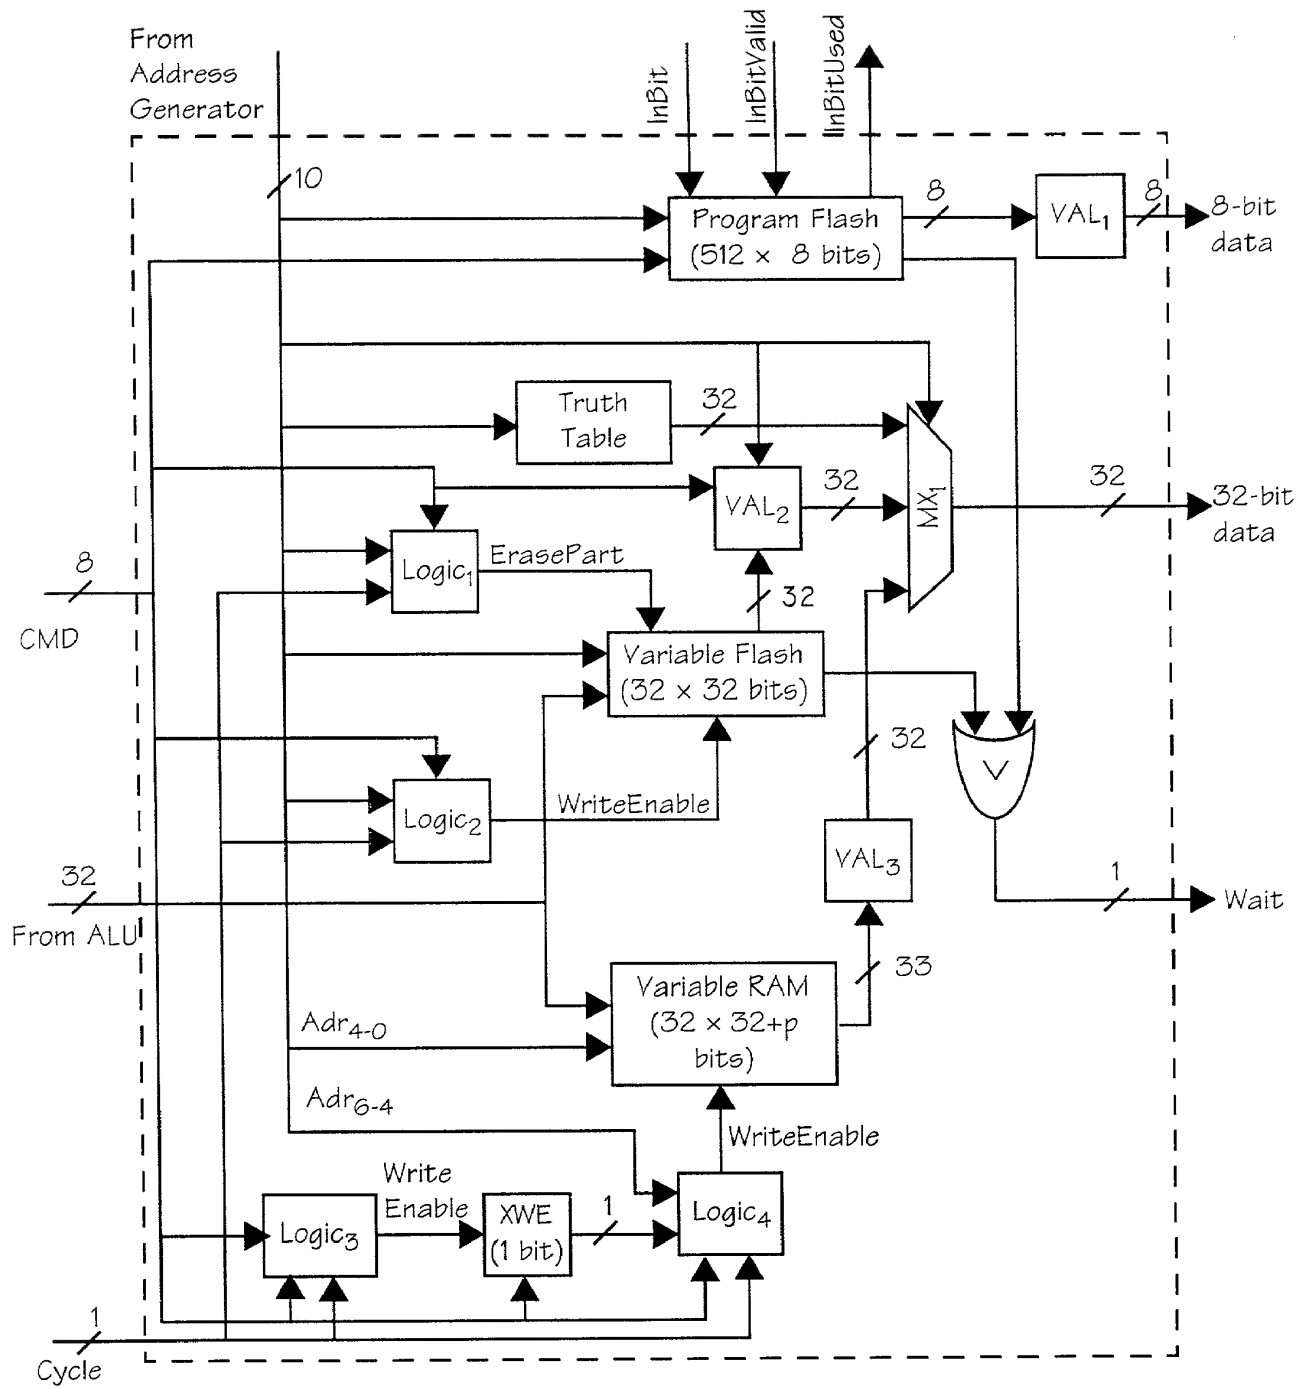 From
Address
Generator
InBit
InBitValid
InBitUsed
10
Program Flash
(512 × 8 bits)
8
VAL1
8
8-bit
data
Truth
Table
32
VAL2
32
MX1
32
32-bit
data
8
CMD
Logic1
ErasePart
32
Variable Flash
(32 × 32 bits)
32
V
Logic2
WriteEnable
VAL3
32
From ALU
1
Wait
33
Variable RAM
(32 × 32+p
bits)
Adr4-0
Adr6-4
WriteEnable
Write
Enable
Logic3
XWE
(1 bit)
1
Logic4
1
Cycle